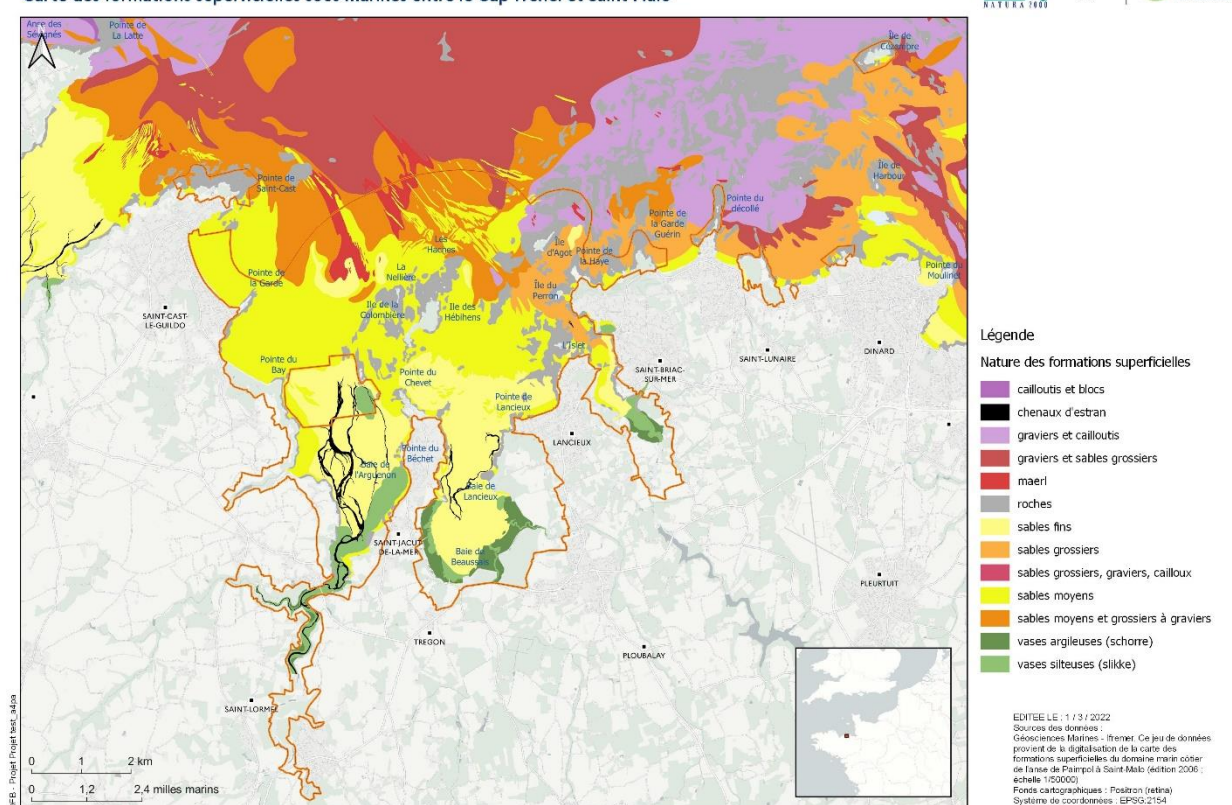 Carte des formations superficielles sous-marines entre le Cap Fréhel et Saint-Malo
NATURA 2000
Anse des
Sévignés
Pointe de
La Latte
Île de
Cézembre
Pointe de
Saint-Cast
Île de
Harbour
Pointe du
décollé
Pointe de
la Garde
Guérin
Les
Haches
Île
d'Agot
Pointe de
la Haye
Pointe de
la Garde
La
Nellière
Île du
Perron
Pointe du
Moulinet
Ile de la
Colombière
Ile des
Hébihens
SAINT-CAST-
LE-GUILDO
L'Islet
SAINT-BRIAC-
SUR-MER
SAINT-LUNAIRE
DINARD
Pointe du
Bay
Pointe du
Chevet
Pointe de
Lancieux
LANCIEUX
Pointe du
Béchet
Baie de
l'Arguenon
Baie de
Lancieux
SAINT-JACUT
DE-LA-MER
Baie du
Beaussais
PLEURTUIT
TREGON
PLOUBALAY
SAINT-LORMEL
0 1 2 km
0 1,2 2,4 milles marins
Légende
Nature des formations superficielles
cailloutis et blocs
chenaux d'estran
graviers et cailloutis
graviers et sables grossiers
maerl
roches
sables fins
sables grossiers
sables grossiers, graviers, cailloux
sables moyens
sables moyens et grossiers à graviers
vases argileuses (schorre)
vases silteuses (slikke)
EDITEE LE : 1 / 3 / 2022
Sources des données :
Géosciences Marines - Ifremer. Ce jeu de données
provient de la digitalisation de la carte des
formations superficielles du domaine marin côtier
de l'anse de Paimpol à Saint-Malo (édition 2006 ;
échelle 1/50000)
Fonds cartographiques : Positron (retina)
Système de coordonnées : EPSG:2154